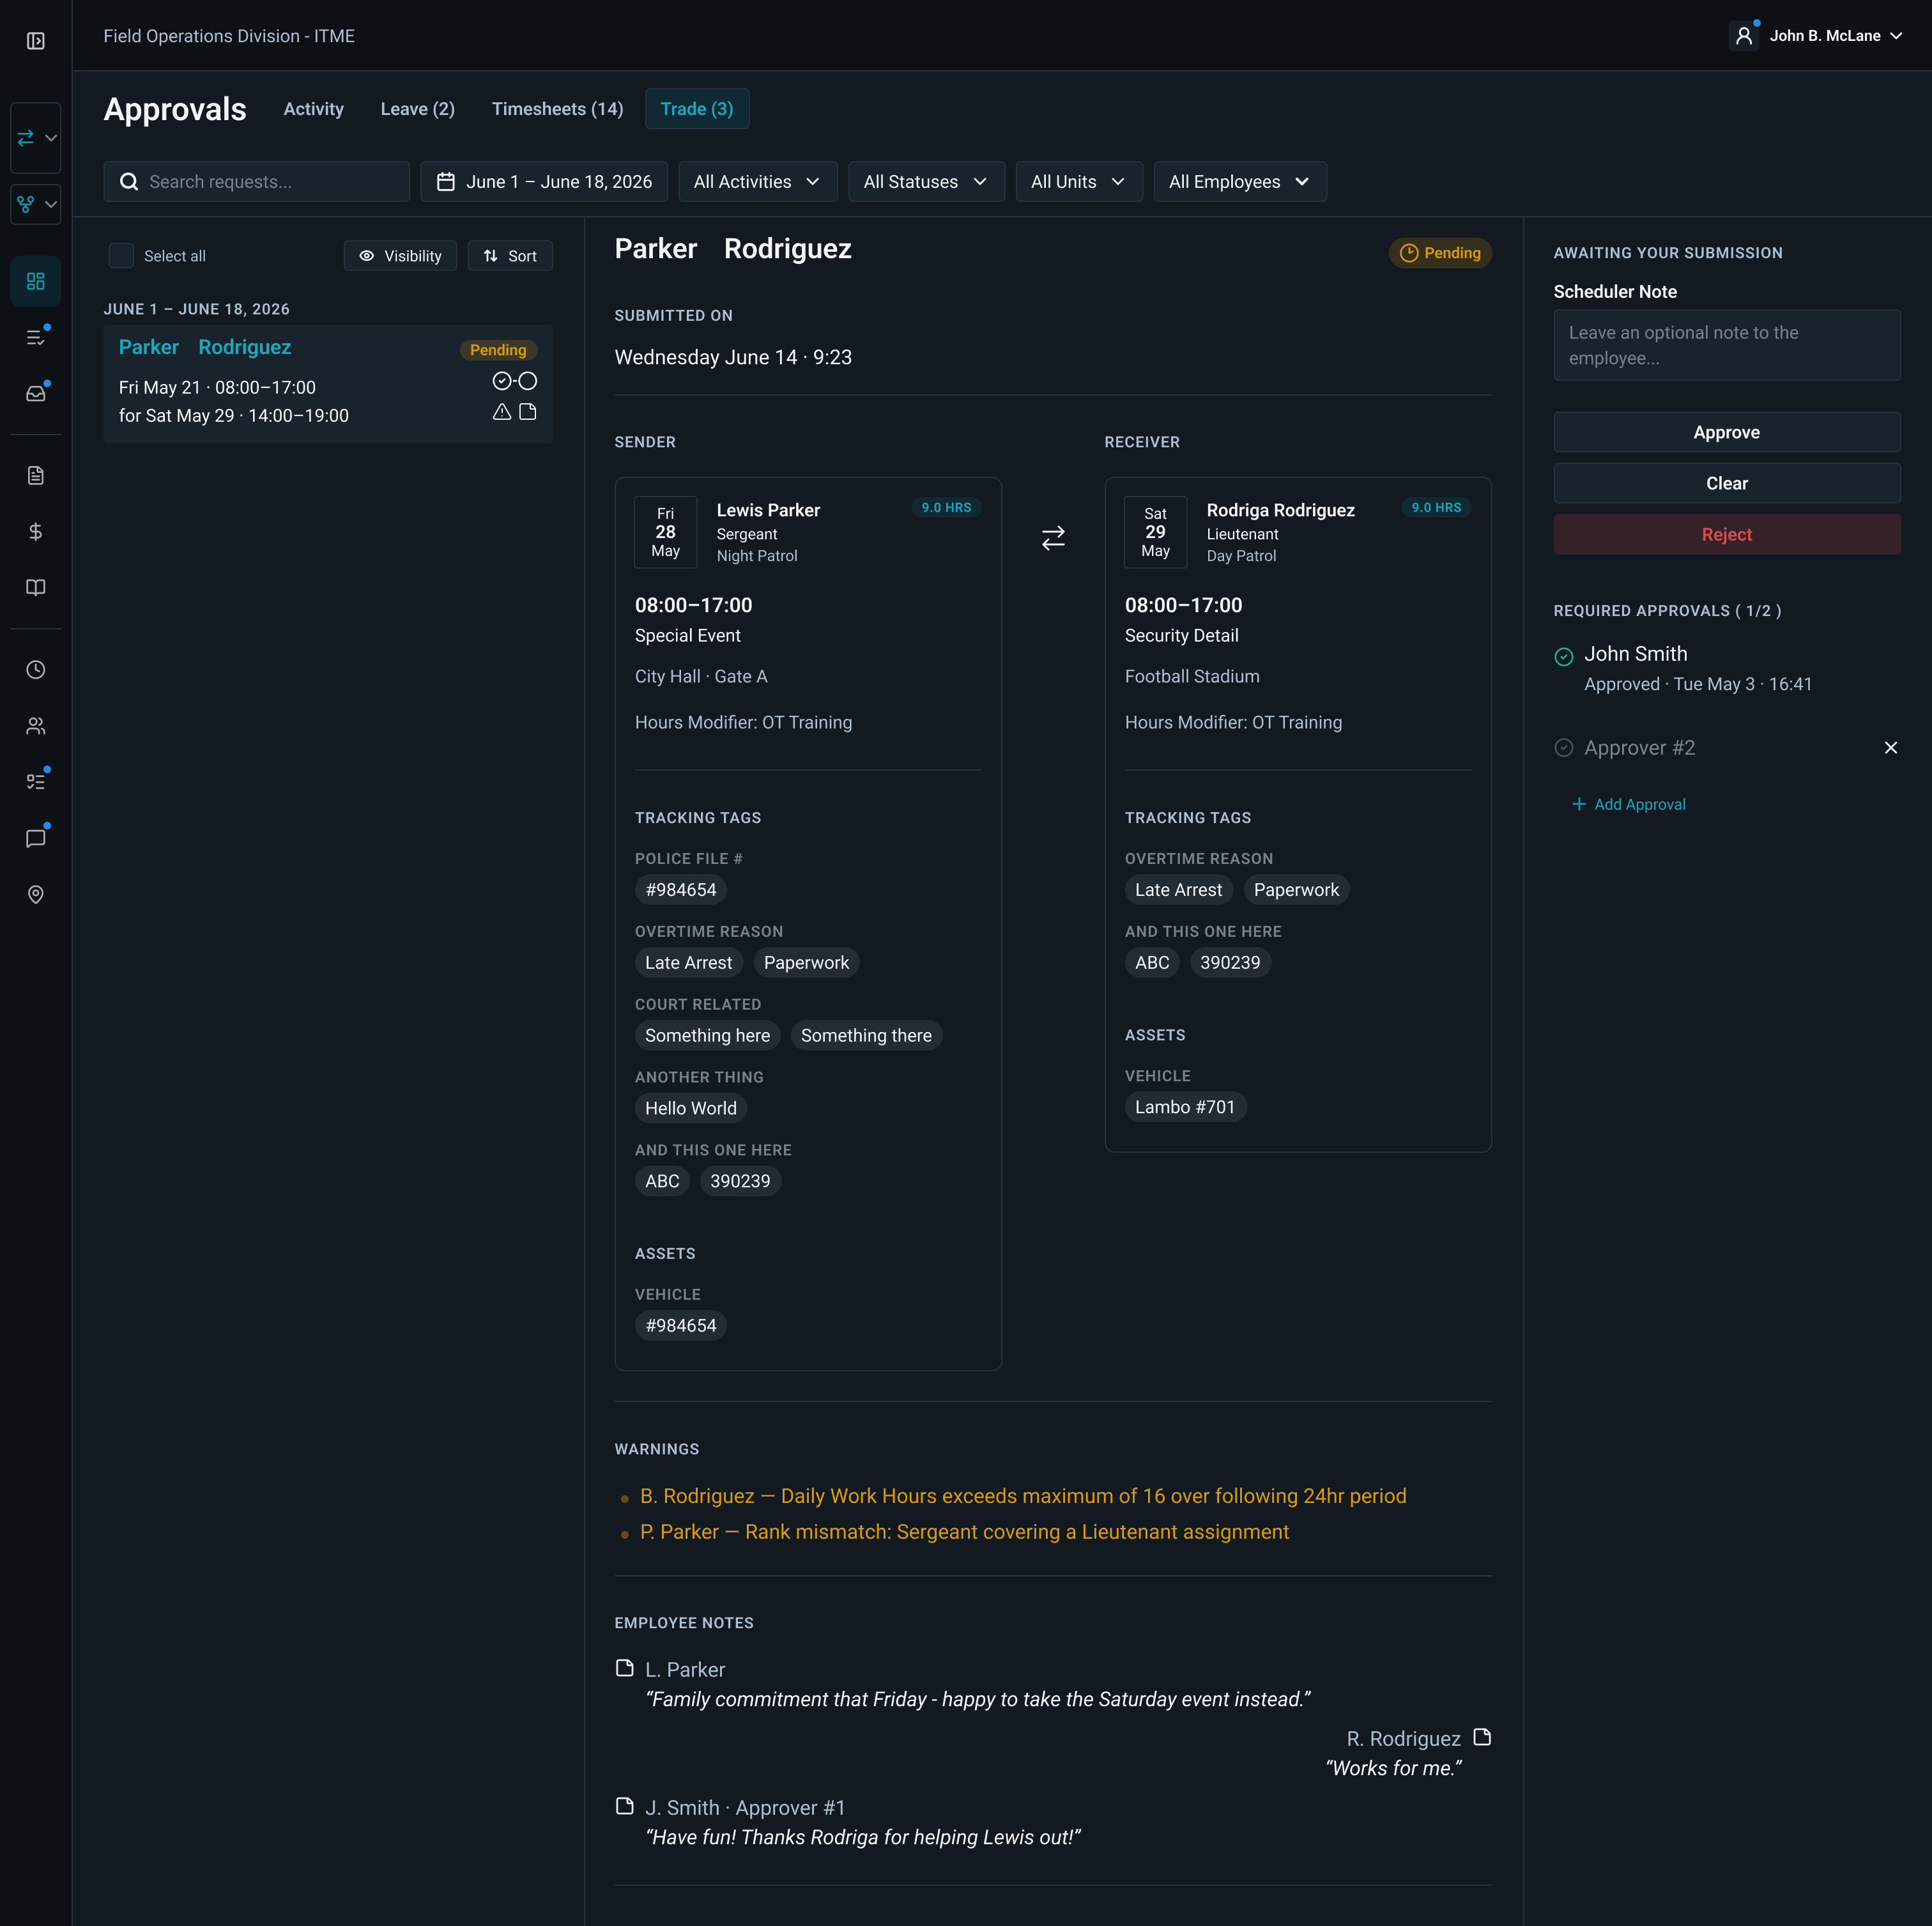 Field Operations Division - ITME
John B. McLane
Approvals
Activity
Leave (2)
Timesheets (14)
Trade (3)
Search requests...
June 1 – June 18, 2026
All Activities
All Statuses
All Units
All Employees
Select all
Visibility
Sort
JUNE 1 – JUNE 18, 2026
Parker Rodriguez
Pending
Fri May 21 · 08:00–17:00
for Sat May 29 · 14:00–19:00
Parker Rodriguez
Pending
SUBMITTED ON
Wednesday June 14 · 9:23
SENDER
Fri
28
May
Lewis Parker
Sergeant
Night Patrol
9.0 HRS
08:00–17:00
Special Event
City Hall · Gate A
Hours Modifier: OT Training
TRACKING TAGS
POLICE FILE #
#984654
OVERTIME REASON
Late Arrest Paperwork
COURT RELATED
Something here Something there
ANOTHER THING
Hello World
AND THIS ONE HERE
ABC 390239
ASSETS
VEHICLE
#984654
RECEIVER
Sat
29
May
Rodriga Rodriguez
Lieutenant
Day Patrol
9.0 HRS
08:00–17:00
Security Detail
Football Stadium
Hours Modifier: OT Training
TRACKING TAGS
OVERTIME REASON
Late Arrest Paperwork
AND THIS ONE HERE
ABC 390239
ASSETS
VEHICLE
Lambo #701
WARNINGS
B. Rodriguez — Daily Work Hours exceeds maximum of 16 over following 24hr period
P. Parker — Rank mismatch: Sergeant covering a Lieutenant assignment
EMPLOYEE NOTES
L. Parker
“Family commitment that Friday - happy to take the Saturday event instead.”
R. Rodriguez
“Works for me.”
J. Smith · Approver #1
“Have fun! Thanks Rodriga for helping Lewis out!”
AWAITING YOUR SUBMISSION
Scheduler Note
Leave an optional note to the
employee...
Approve
Clear
Reject
REQUIRED APPROVALS ( 1/2 )
John Smith
Approved · Tue May 3 · 16:41
Approver #2
Add Approval